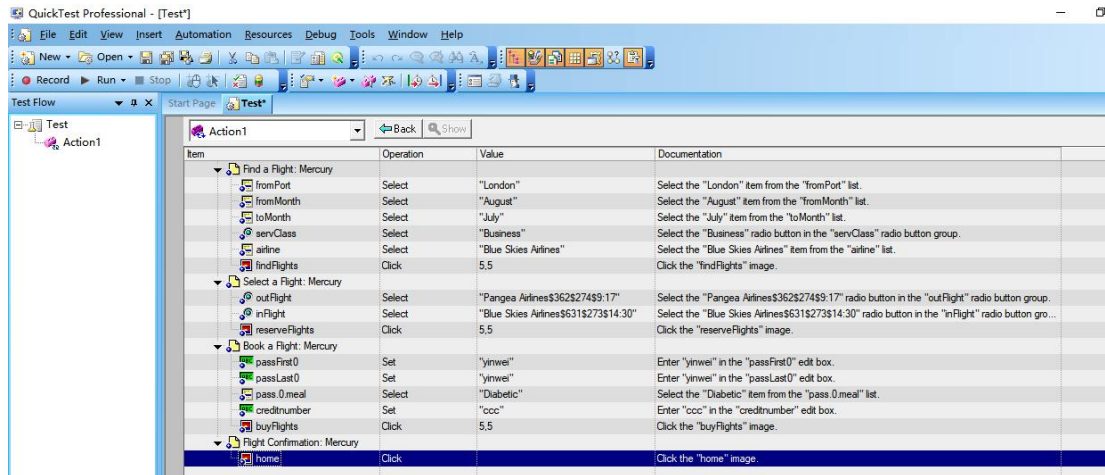 QuickTest Professional - [Test*]
File Edit View Insert Automation Resources Debug Tools Window Help
New Open
Record Run Stop
Test Flow
Start Page Test*
Test
Action1
Action1 Back Show
Item Operation Value Documentation
Find a Flight: Mercury
fromPort Select "London" Select the "London" item from the "fromPort" list.
fromMonth Select "August" Select the "August" item from the "fromMonth" list.
toMonth Select "July" Select the "July" item from the "toMonth" list.
servClass Select "Business" Select the "Business" radio button in the "servClass" radio button group.
airline Select "Blue Skies Airlines" Select the "Blue Skies Airlines" item from the "airline" list.
findFlights Click 5,5 Click the "findFlights" image.
Select a Flight: Mercury
outFlight Select "Pangea Airlines$362$274$9:17" Select the "Pangea Airlines$362$274$9:17" radio button in the "outFlight" radio button group.
inFlight Select "Blue Skies Airlines$631$273$14:30" Select the "Blue Skies Airlines$631$273$14:30" radio button in the "inFlight" radio button gro...
reserveFlights Click 5,5 Click the "reserveFlights" image.
Book a Flight: Mercury
passFirst0 Set "yinwei" Enter "yinwei" in the "passFirst0" edit box.
passLast0 Set "yinwei" Enter "yinwei" in the "passLast0" edit box.
pass.0.meal Select "Diabetic" Select the "Diabetic" item from the "pass.0.meal" list.
creditnumber Set "ccc" Enter "ccc" in the "creditnumber" edit box.
buyFlights Click 5,5 Click the "buyFlights" image.
Flight Confirmation: Mercury
home Click Click the "home" image.